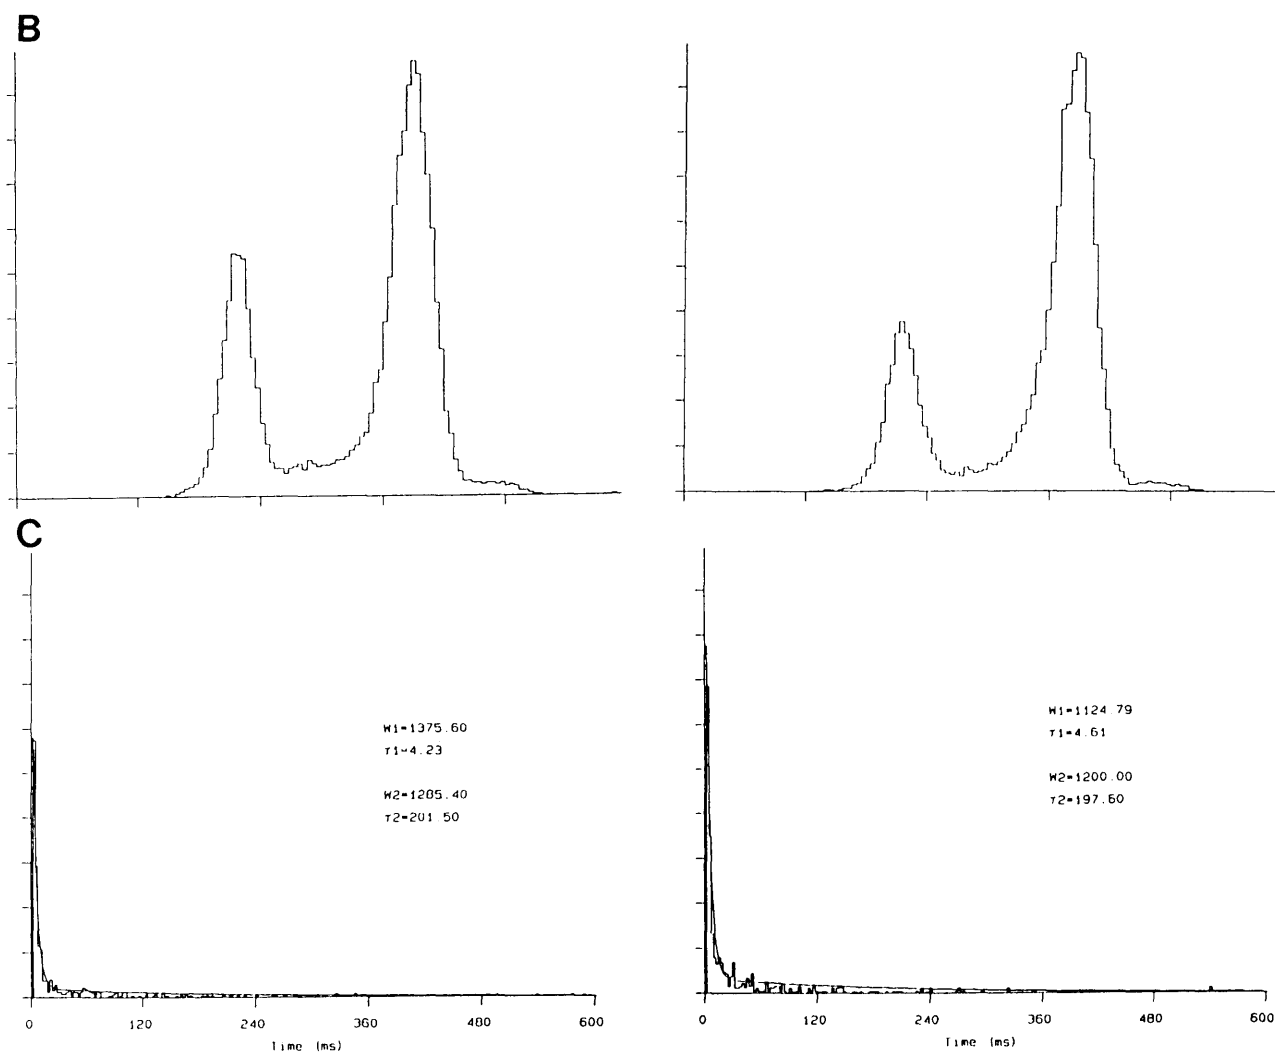 B
C
W1=1375.60
τ1=4.23
W2=1285.40
τ2=201.50
0 120 240 360 480 600
Time (ms)
W1=1124.79
τ1=4.61
W2=1200.00
τ2=197.60
0 120 240 360 480 600
Time (ms)